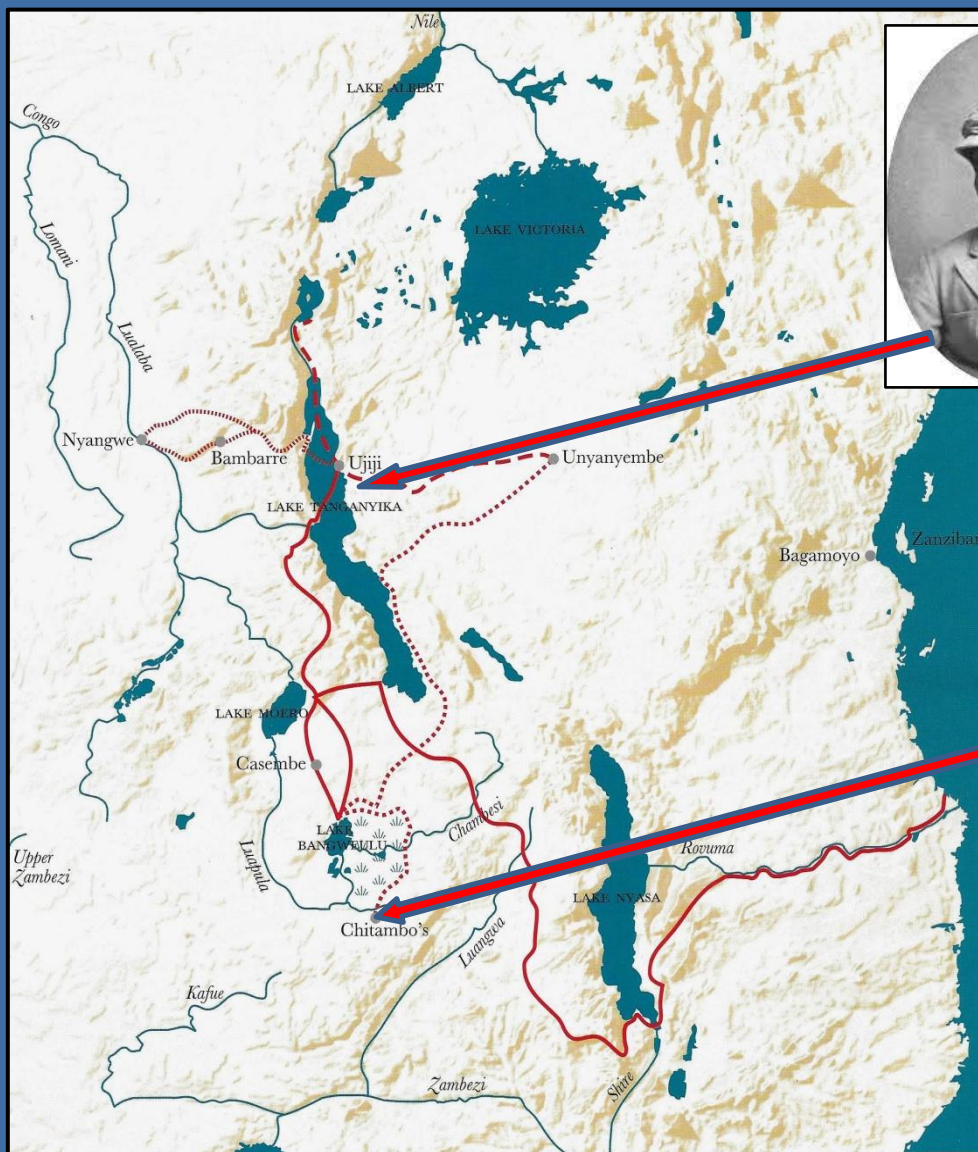 Nile
LAKE ALBERT
Congo
LAKE VICTORIA
Lomani
Lualaba
Nyangwe
Bambarre
Ujiji
Unyanyembe
LAKE TANGANYIKA
Bagamoyo
Zanzibar
LAKE MOERO
Casembe
LAKE
BANGWEULU
Chambesi
Upper
Zambezi
Luapula
Rovuma
LAKE NYASA
Chitambo's
Luangwa
Kafue
Zambezi
Shire